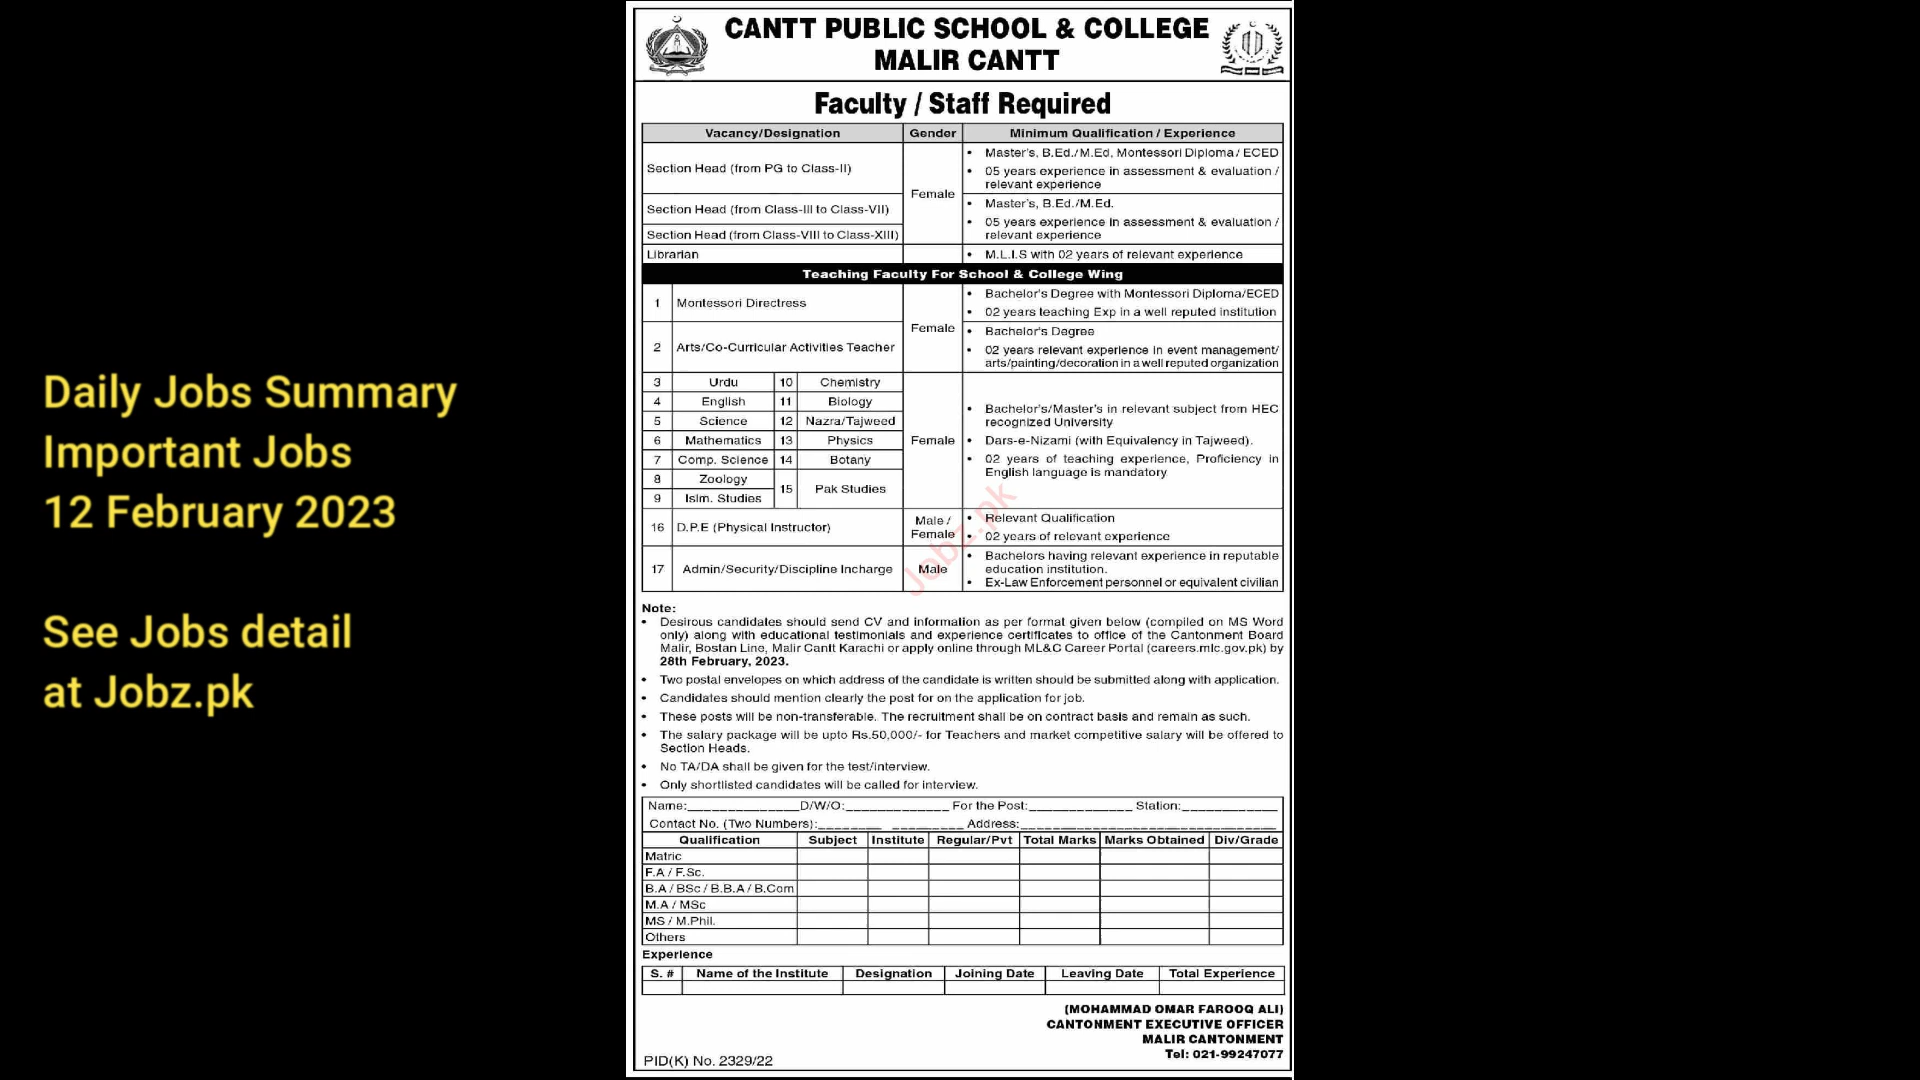 Daily Jobs Summary
Important Jobs
12 February 2023
See Jobs detail
at Jobz.pk
CANTT PUBLIC SCHOOL & COLLEGE
MALIR CANTT
Faculty / Staff Required
Vacancy/Designation Gender Minimum Qualification / Experience
Section Head (from PG to Class-II)
Female
• Master's, B.Ed./M.Ed, Montessori Diploma / ECED
• 05 years experience in assessment & evaluation /
relevant experience
Section Head (from Class-III to Class-VII)
Section Head (from Class-VIII to Class-XIII)
• Master's, B.Ed./M.Ed.
• 05 years experience in assessment & evaluation /
relevant experience
Librarian • M.L.I.S with 02 years of relevant experience
Teaching Faculty For School & College Wing
1 Montessori Directress
Female
• Bachelor's Degree with Montessori Diploma/ECED
• 02 years teaching Exp in a well reputed institution
2 Arts/Co-Curricular Activities Teacher
• Bachelor's Degree
• 02 years relevant experience in event management/
arts/painting/decoration in a well reputed organization
3 Urdu 10 Chemistry
4 English 11 Biology
5 Science 12 Nazra/Tajweed
6 Mathematics 13 Physics
7 Comp. Science 14 Botany
8 Zoology
9 Islm. Studies
15 Pak Studies
Female
• Bachelor's/Master's in relevant subject from HEC
recognized University
• Dars-e-Nizami (with Equivalency in Tajweed).
• 02 years of teaching experience, Proficiency in
English language is mandatory
16 D.P.E (Physical Instructor)
Male /
Female
• Relevant Qualification
• 02 years of relevant experience
17 Admin/Security/Discipline Incharge Male
• Bachelors having relevant experience in reputable
education institution.
• Ex-Law Enforcement personnel or equivalent civilian
Jobz.pk
Note:
• Desirous candidates should send CV and information as per format given below (compiled on MS Word
only) along with educational testimonials and experience certificates to office of the Cantonment Board
Malir, Bostan Line, Malir Cantt Karachi or apply online through ML&C Career Portal (careers.mlc.gov.pk) by
28th February, 2023.
• Two postal envelopes on which address of the candidate is written should be submitted along with application.
• Candidates should mention clearly the post for on the application for job.
• These posts will be non-transferable. The recruitment shall be on contract basis and remain as such.
• The salary package will be upto Rs.50,000/- for Teachers and market competitive salary will be offered to
Section Heads.
• No TA/DA shall be given for the test/interview.
• Only shortlisted candidates will be called for interview.
Name:______________D/W/O:_____________ For the Post:_____________ Station:____________
Contact No. (Two Numbers):________ _________ Address:________________________________
Qualification Subject Institute Regular/Pvt Total Marks Marks Obtained Div/Grade
Matric
F.A / F.Sc.
B.A / BSc / B.B.A / B.Com
M.A / MSc
MS / M.Phil.
Others
Experience
S. # Name of the Institute Designation Joining Date Leaving Date Total Experience
(MOHAMMAD OMAR FAROOQ ALI)
CANTONMENT EXECUTIVE OFFICER
MALIR CANTONMENT
Tel: 021-99247077
PID(K) No. 2329/22